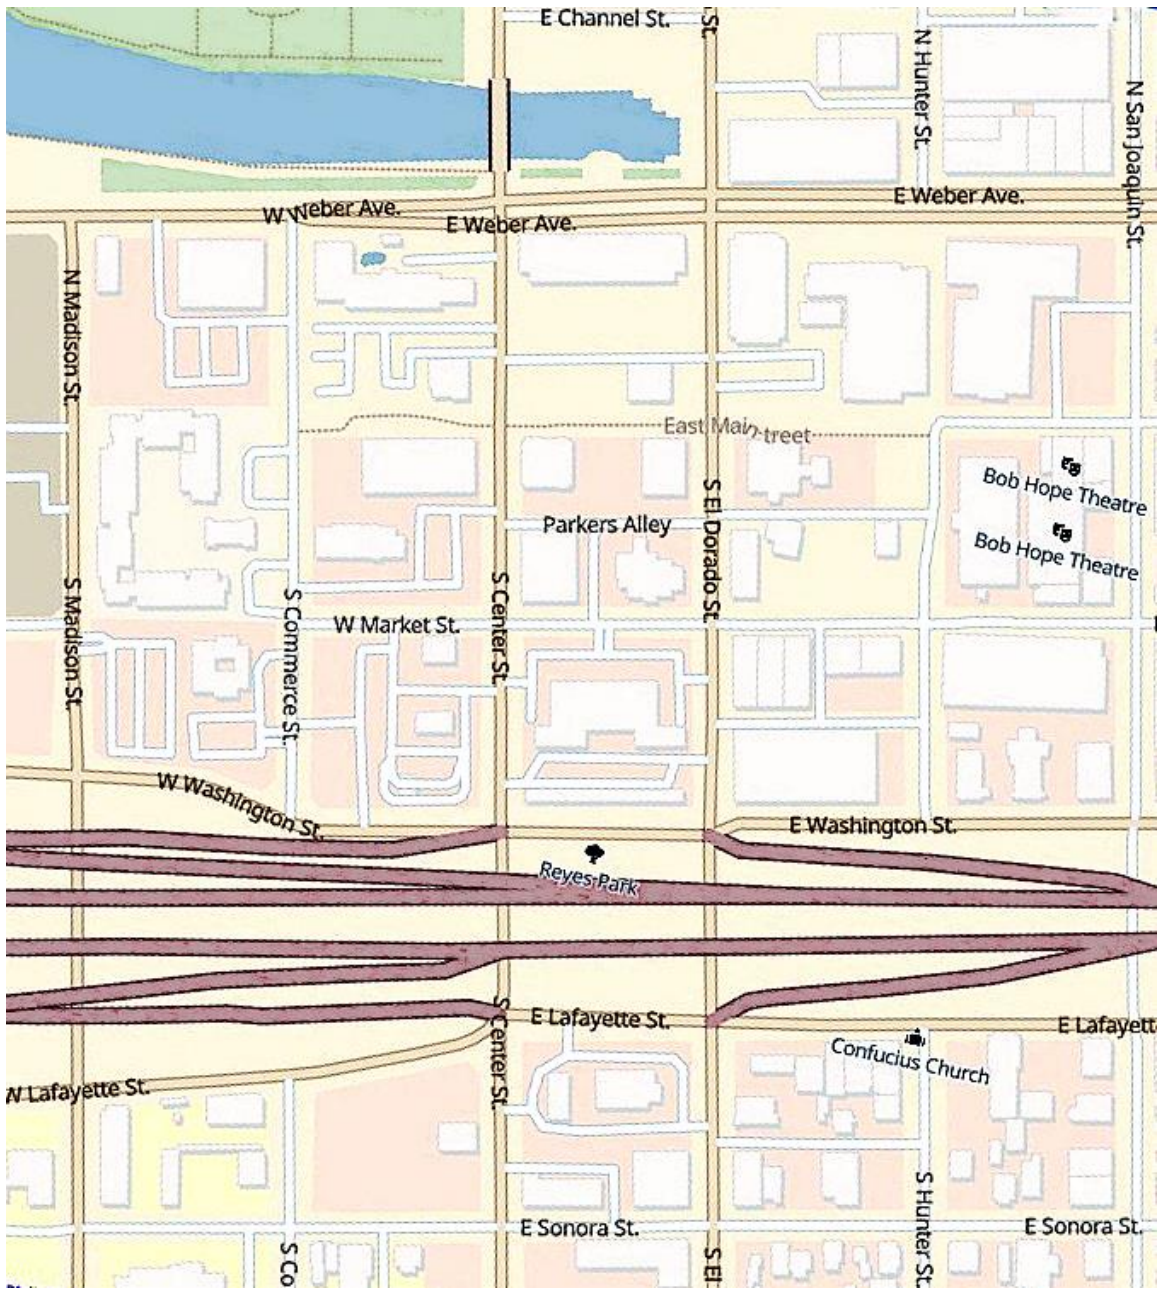 E Channel St.
St.
N Hunter St.
N San Joaquin St.
E Weber Ave.
W Weber Ave.
E Weber Ave.
N Madison St.
East Main
treet
Bob Hope Theatre
S El Dorado St.
Parkers Alley
Bob Hope Theatre
S Madison St.
S Commerce St.
S Center St.
W Market St.
W Washington St.
E Washington St.
Reyes Park
S Center St.
E Lafayette St.
E Lafayett
Confucius Church
W Lafayette St.
S Hunter St.
E Sonora St.
E Sonora St.
S Co
S El